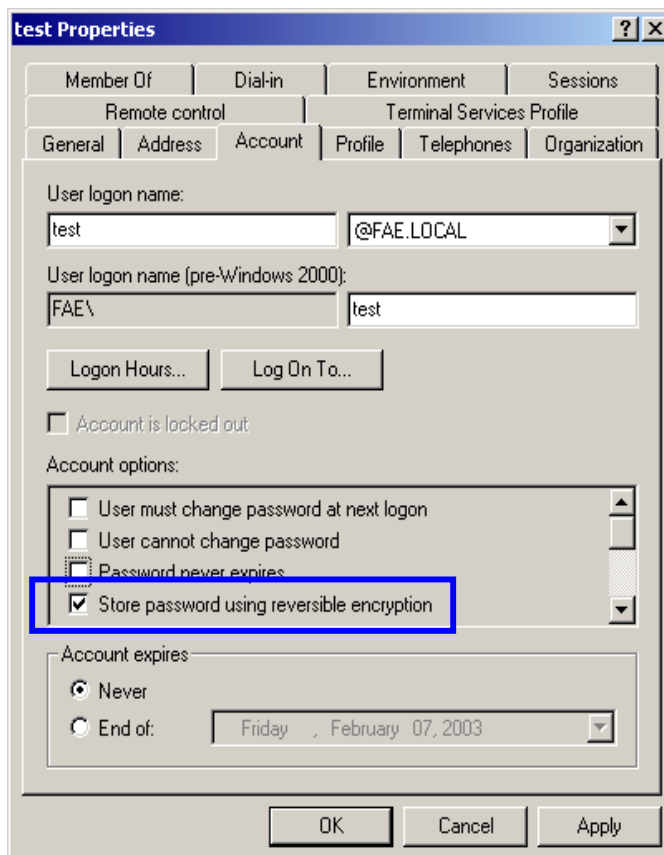 test Properties
? X
Member Of Dial-in Environment Sessions
Remote control Terminal Services Profile
General Address Account Profile Telephones Organization
User logon name:
test @FAE.LOCAL
User logon name (pre-Windows 2000):
FAE\ test
Logon Hours... Log On To...
Account is locked out
Account options:
User must change password at next logon
User cannot change password
Password never expires
Store password using reversible encryption
Account expires
Never
End of: Friday , February 07, 2003
OK Cancel Apply